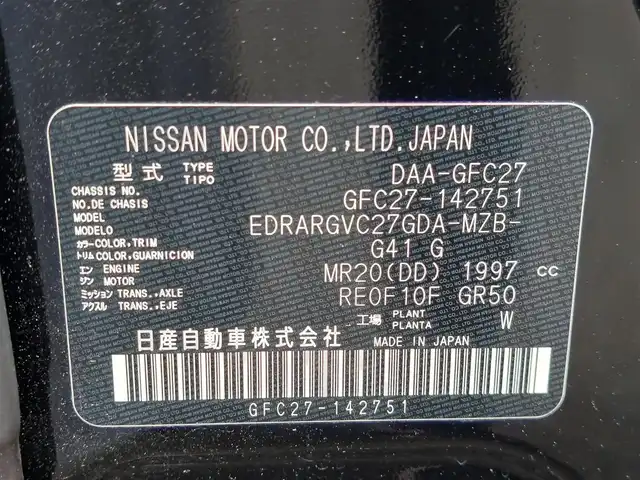 NISSAN MOTOR CO.,LTD.JAPAN
型式 TYPE TIPO DAA-GFC27
CHASSIS NO. NO.DE CHASIS GFC27-142751
MODEL MODELO EDRARGVC27GDA-MZB-
カラー COLOR,TRIM トリム COLOR,GUARNICION G41 G
エン ENGINE ジン MOTOR MR20(DD) 1997 cc
ミッション TRANS.,AXLE アクスル TRANS.,EJE RE0F10F GR50
工場 PLANT PLANTA W
日産自動車株式会社 MADE IN JAPAN
GFC27-142751